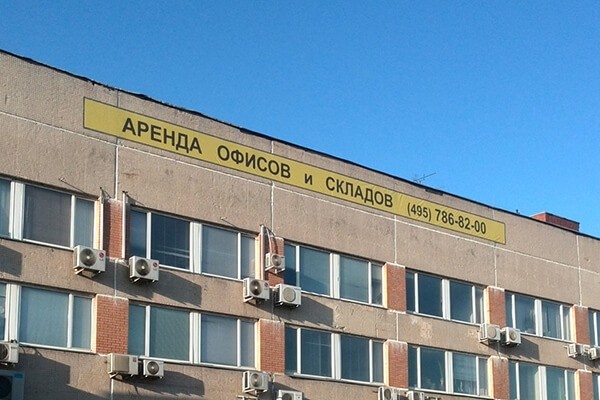 АРЕНДА ОФИСОВ и СКЛАДОВ (495) 786-82-00